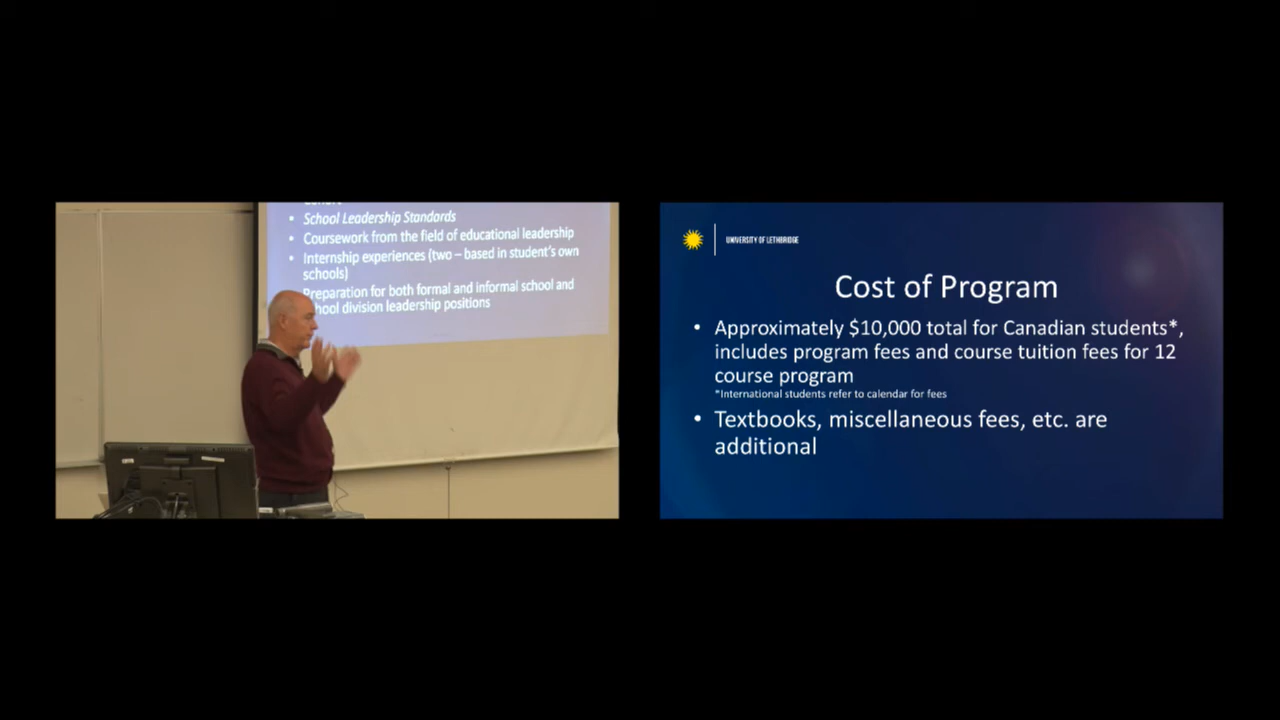 • School Leadership Standards
• Coursework from the field of educational leadership
• Internship experiences (two – based in student's own
schools)
Preparation for both formal and informal school and
school division leadership positions
UNIVERSITY OF LETHBRIDGE
Cost of Program
• Approximately $10,000 total for Canadian students*,
includes program fees and course tuition fees for 12
course program
*International students refer to calendar for fees
• Textbooks, miscellaneous fees, etc. are
additional